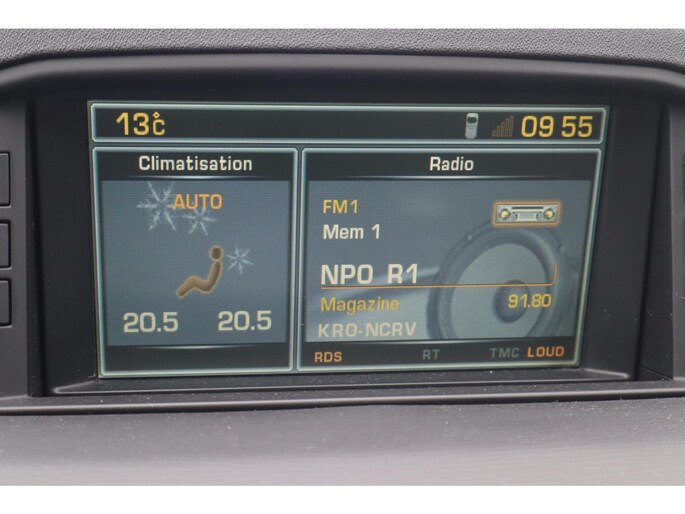 13°C 09 55
Climatisation
AUTO
20.5 20.5
Radio
FM1
Mem 1
NPO R1
Magazine 91.80
KRO-NCRV
RDS RT TMC LOUD